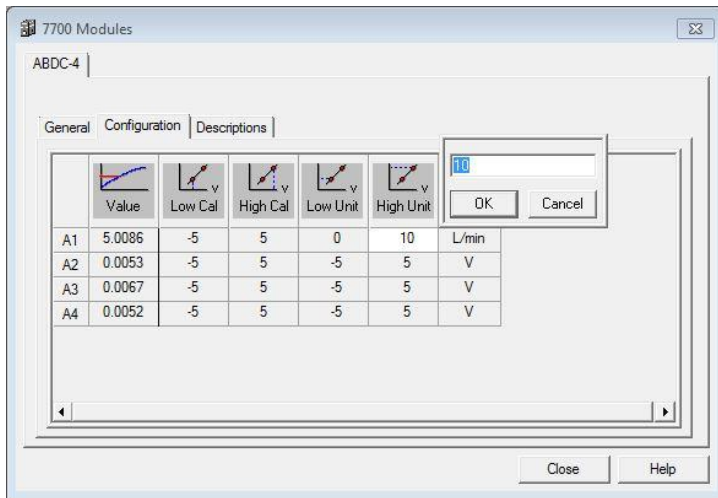 7700 Modules
ABDC-4
General Configuration Descriptions
10
OK Cancel
Value Low Cal High Cal Low Unit High Unit
A1 5.0086 -5 5 0 10 L/min
A2 0.0053 -5 5 -5 5 V
A3 0.0067 -5 5 -5 5 V
A4 0.0052 -5 5 -5 5 V
Close Help